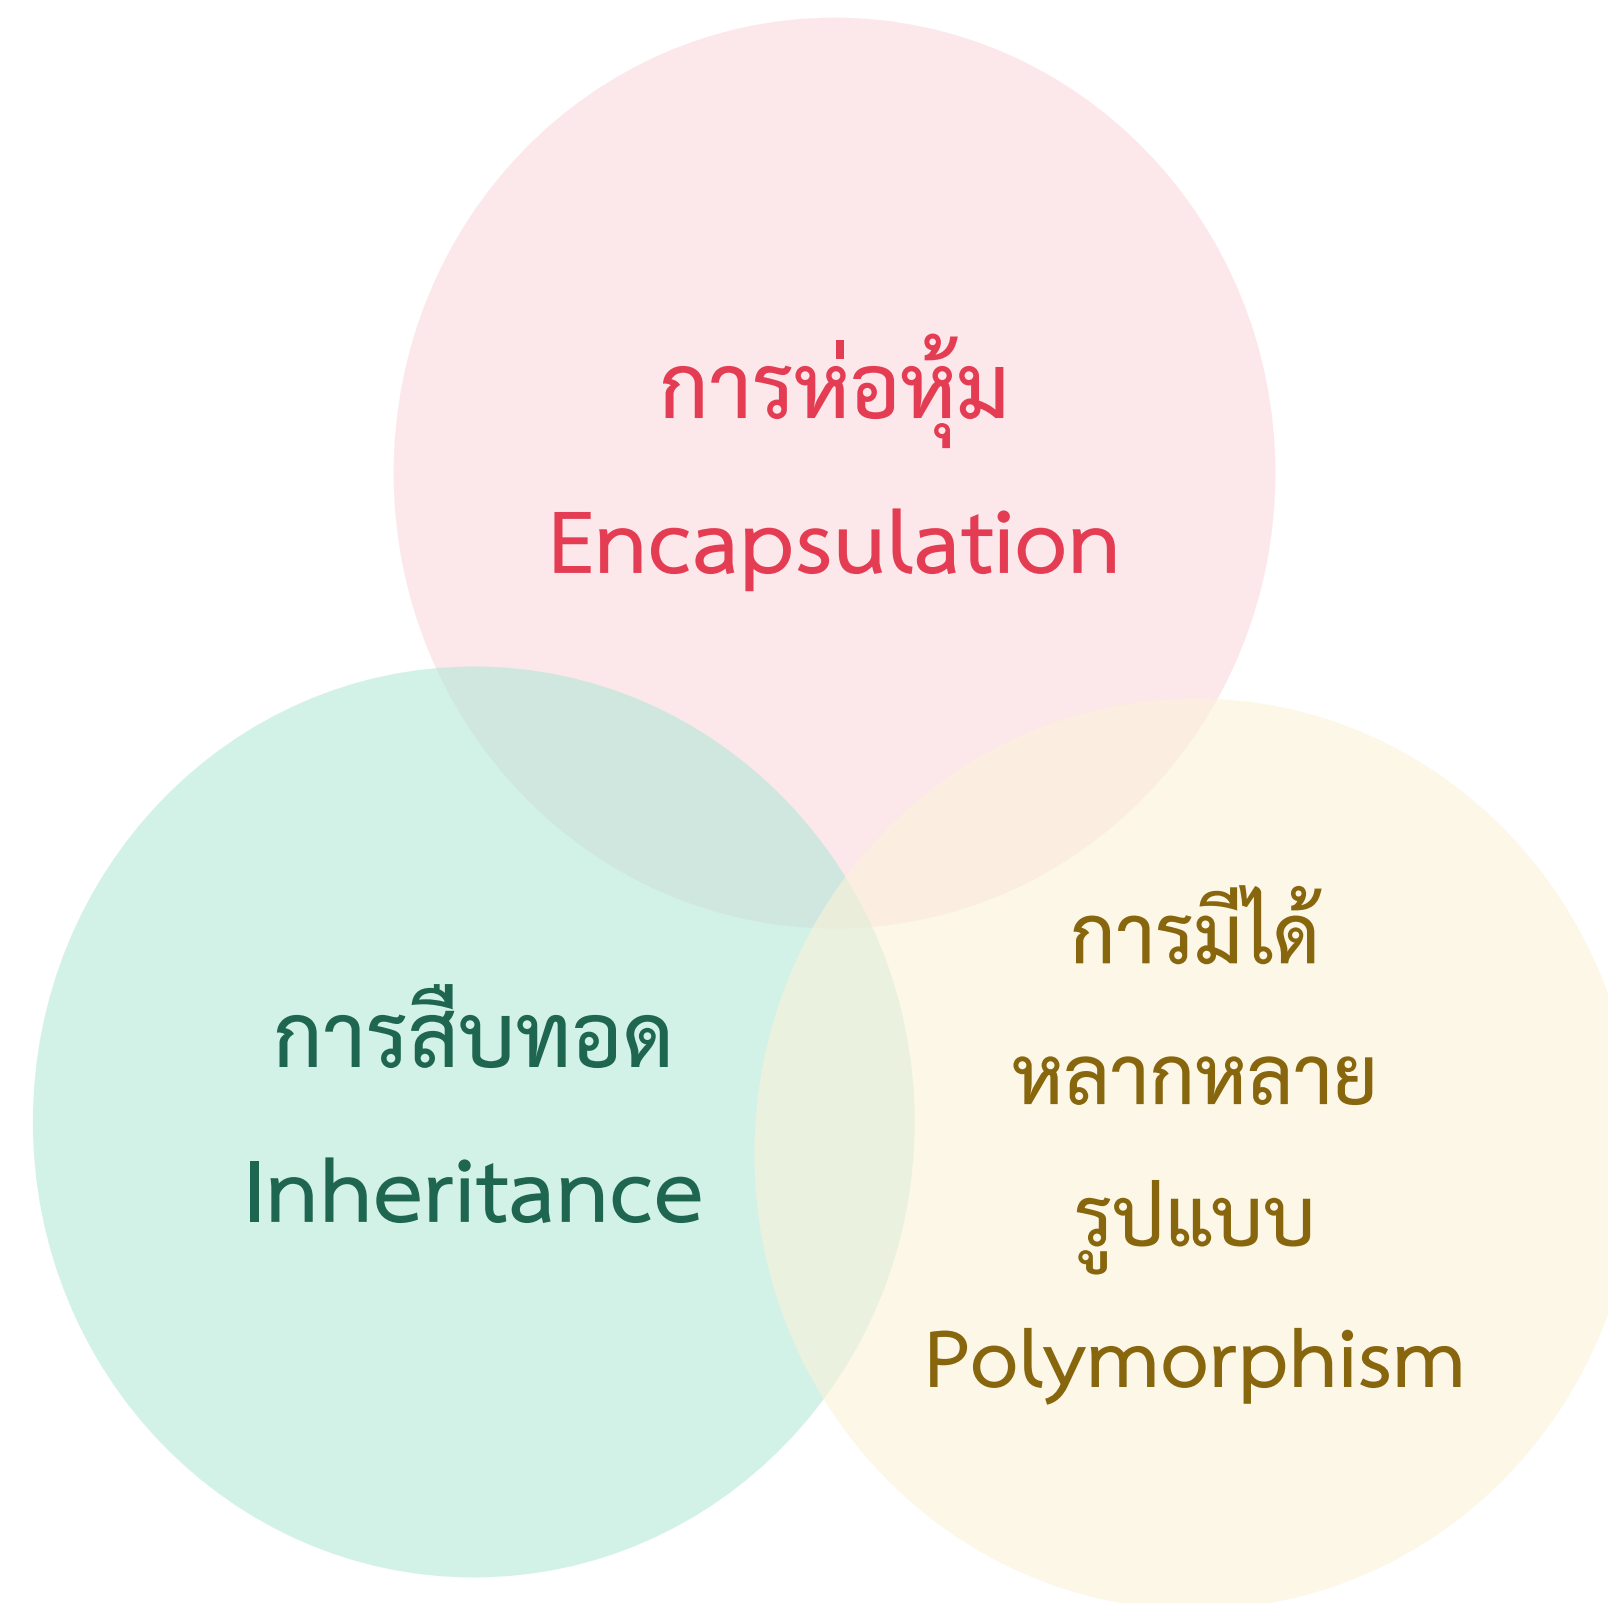 การห่อหุ้ม
Encapsulation
การสืบทอด
Inheritance
การมีได้
หลากหลาย
รูปแบบ
Polymorphism